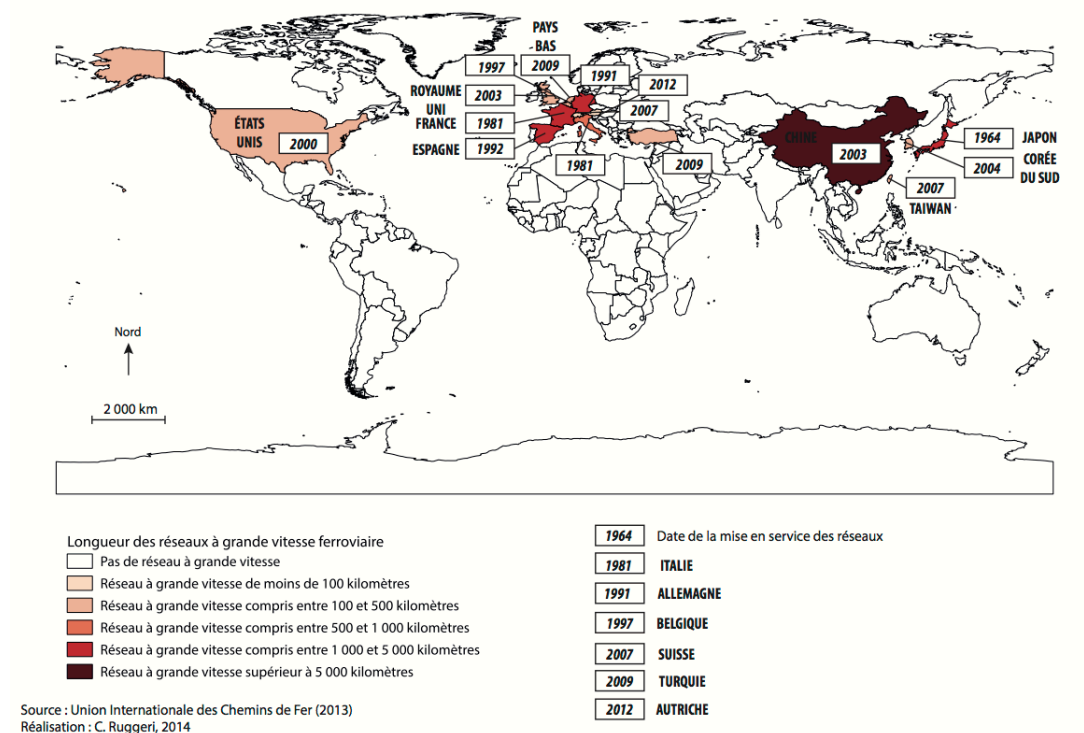 PAYS
BAS
1997
2009
1991
2012
ROYAUME
UNI
2003
2007
FRANCE
1981
ESPAGNE
1992
1981
2009
ÉTATS
UNIS
2000
CHINE
2003
1964
JAPON
2004
CORÉE
DU SUD
2007
TAIWAN
Nord
2 000 km
Longueur des réseaux à grande vitesse ferroviaire
Pas de réseau à grande vitesse
Réseau à grande vitesse de moins de 100 kilomètres
Réseau à grande vitesse compris entre 100 et 500 kilomètres
Réseau à grande vitesse compris entre 500 et 1 000 kilomètres
Réseau à grande vitesse compris entre 1 000 et 5 000 kilomètres
Réseau à grande vitesse supérieur à 5 000 kilomètres
1964 Date de la mise en service des réseaux
1981 ITALIE
1991 ALLEMAGNE
1997 BELGIQUE
2007 SUISSE
2009 TURQUIE
2012 AUTRICHE
Source : Union Internationale des Chemins de Fer (2013)
Réalisation : C. Ruggeri, 2014